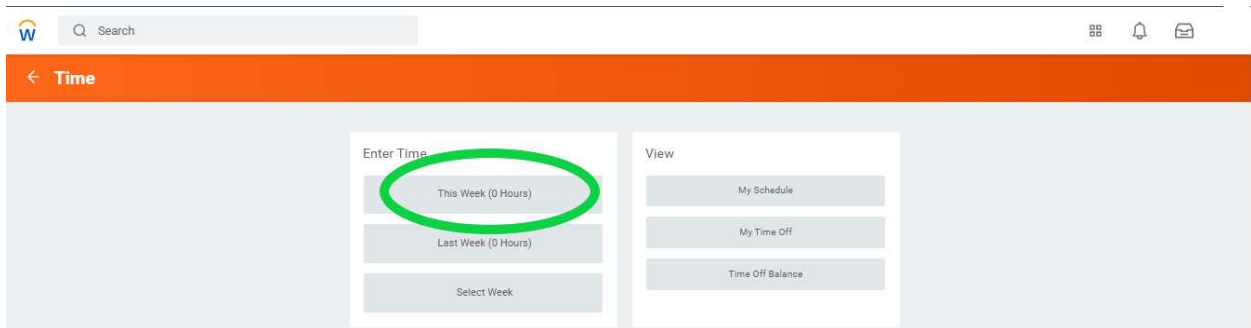 W
Search
Time
Enter Time
This Week (0 Hours)
Last Week (0 Hours)
Select Week
View
My Schedule
My Time Off
Time Off Balance